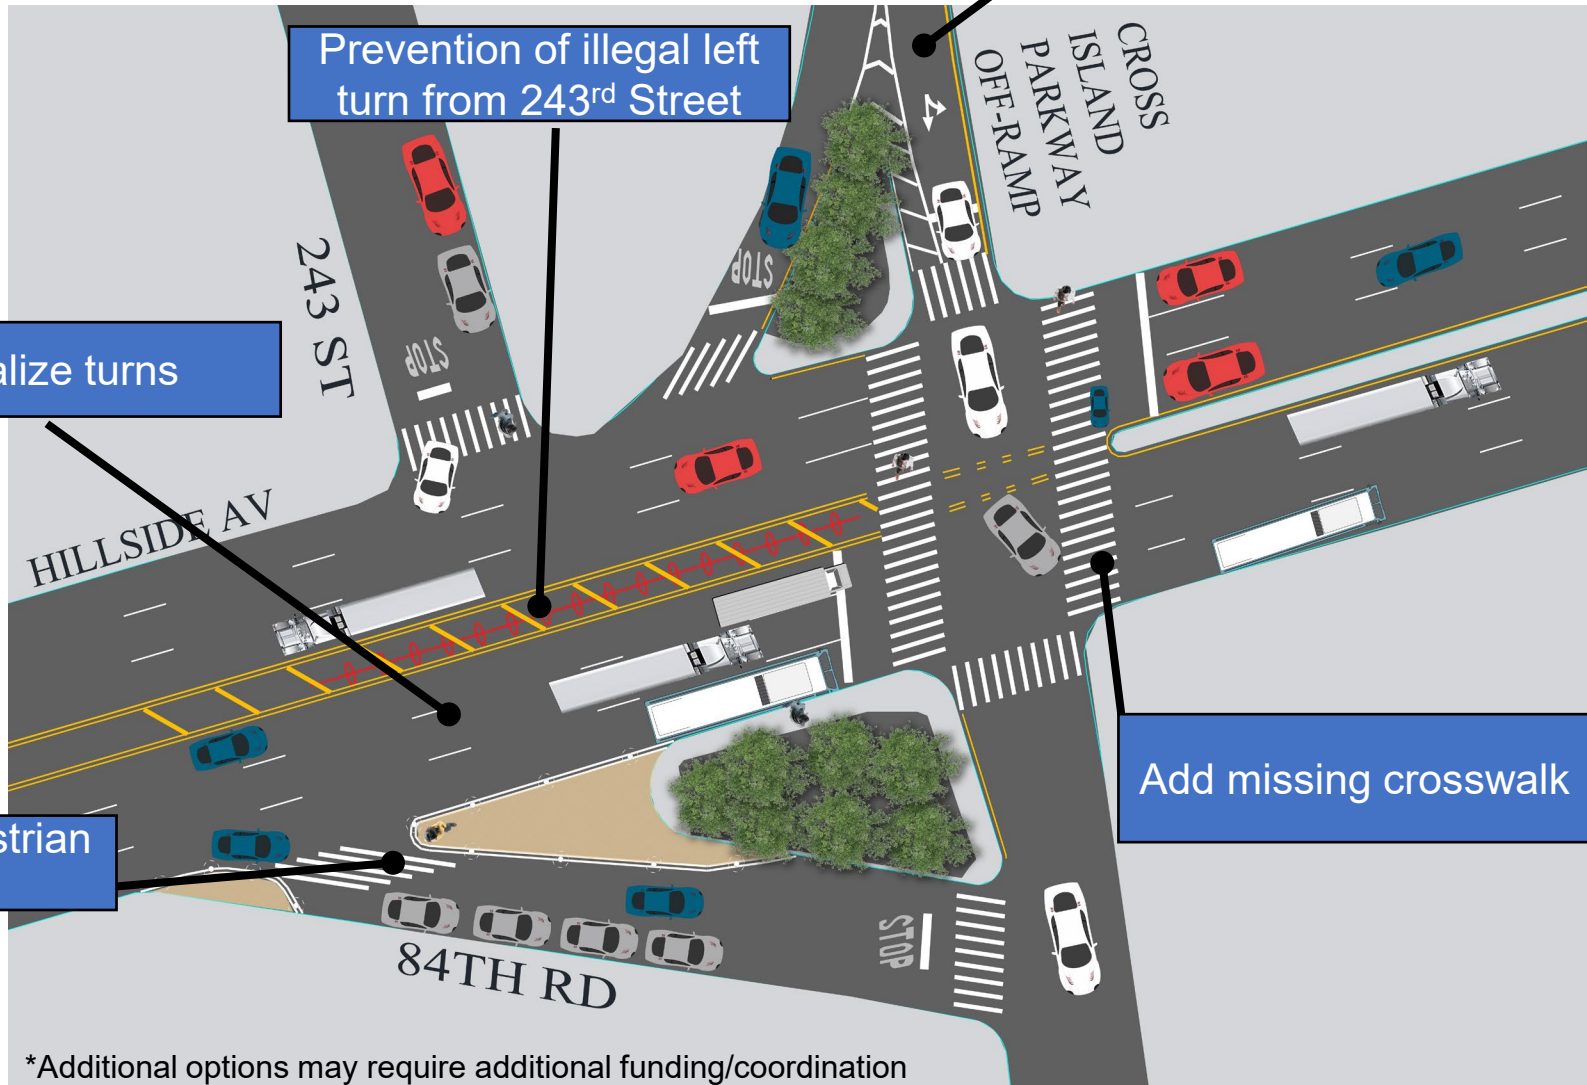 Prevention of illegal left
turn from 243rd Street
CROSS
ISLAND
PARKWAY
OFF-RAMP
243 ST
STOP
STOP
alize turns
HILLSIDE AV
strian
Add missing crosswalk
STOP
84TH RD
*Additional options may require additional funding/coordination